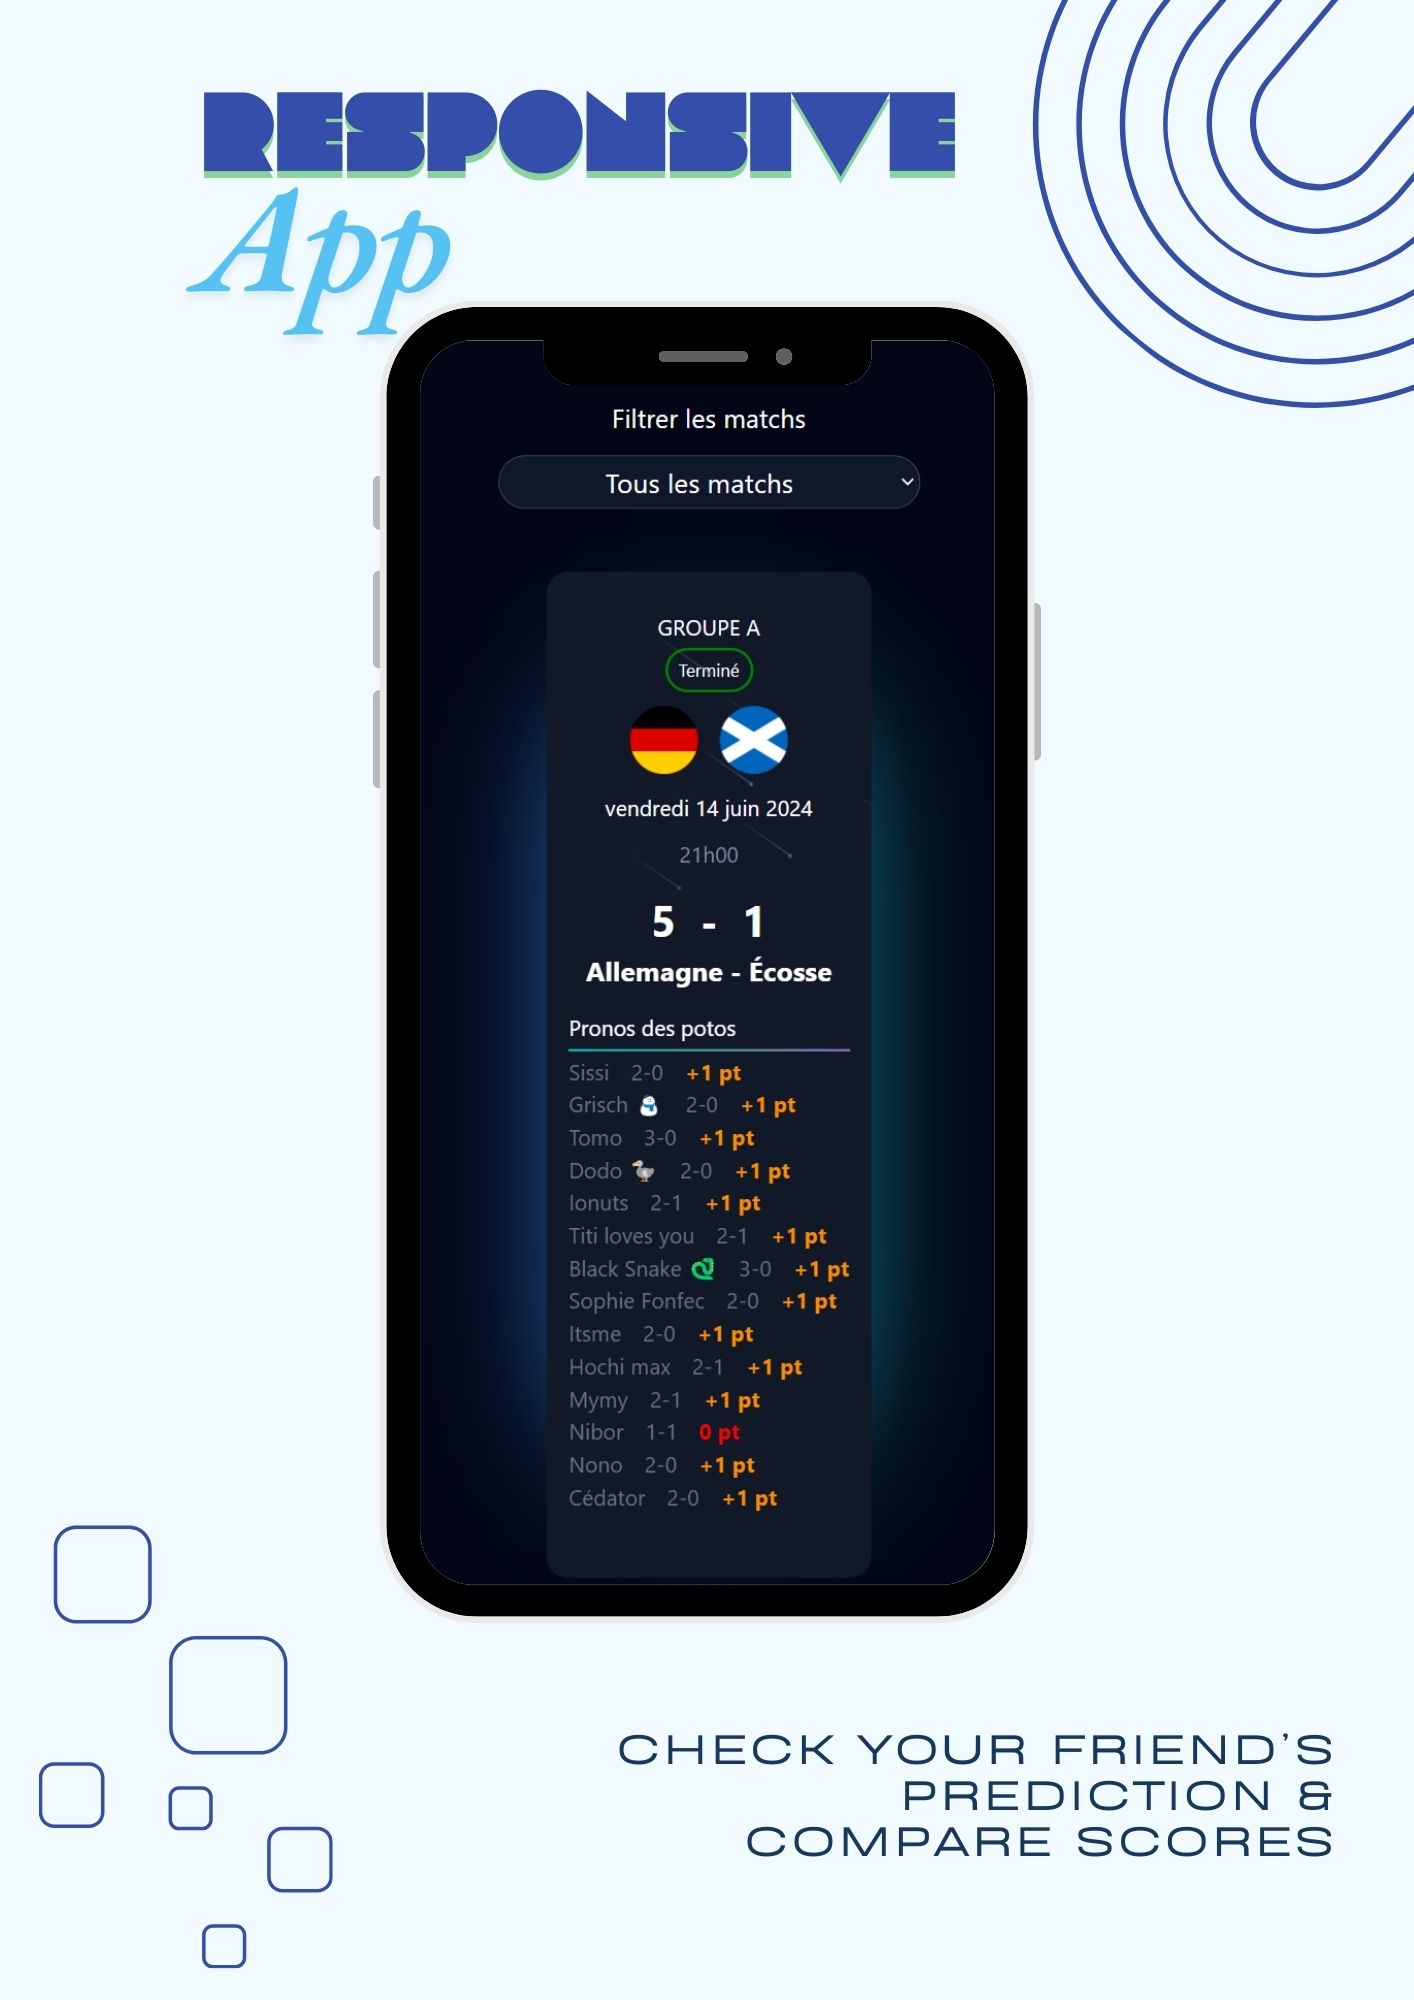 RESPONSIVE
App
Filtrer les matchs
Tous les matchs
GROUPE A
Terminé
vendredi 14 juin 2024
21h00
5 - 1
Allemagne - Écosse
Pronos des potos
Sissi 2-0 +1 pt
Grisch ⛄ 2-0 +1 pt
Tomo 3-0 +1 pt
Dodo 🦤 2-0 +1 pt
Ionuts 2-1 +1 pt
Titi loves you 2-1 +1 pt
Black Snake 🐍 3-0 +1 pt
Sophie Fonfec 2-0 +1 pt
Itsme 2-0 +1 pt
Hochi max 2-1 +1 pt
Mymy 2-1 +1 pt
Nibor 1-1 0 pt
Nono 2-0 +1 pt
Cédator 2-0 +1 pt
CHECK YOUR FRIEND'S
PREDICTION &
COMPARE SCORES